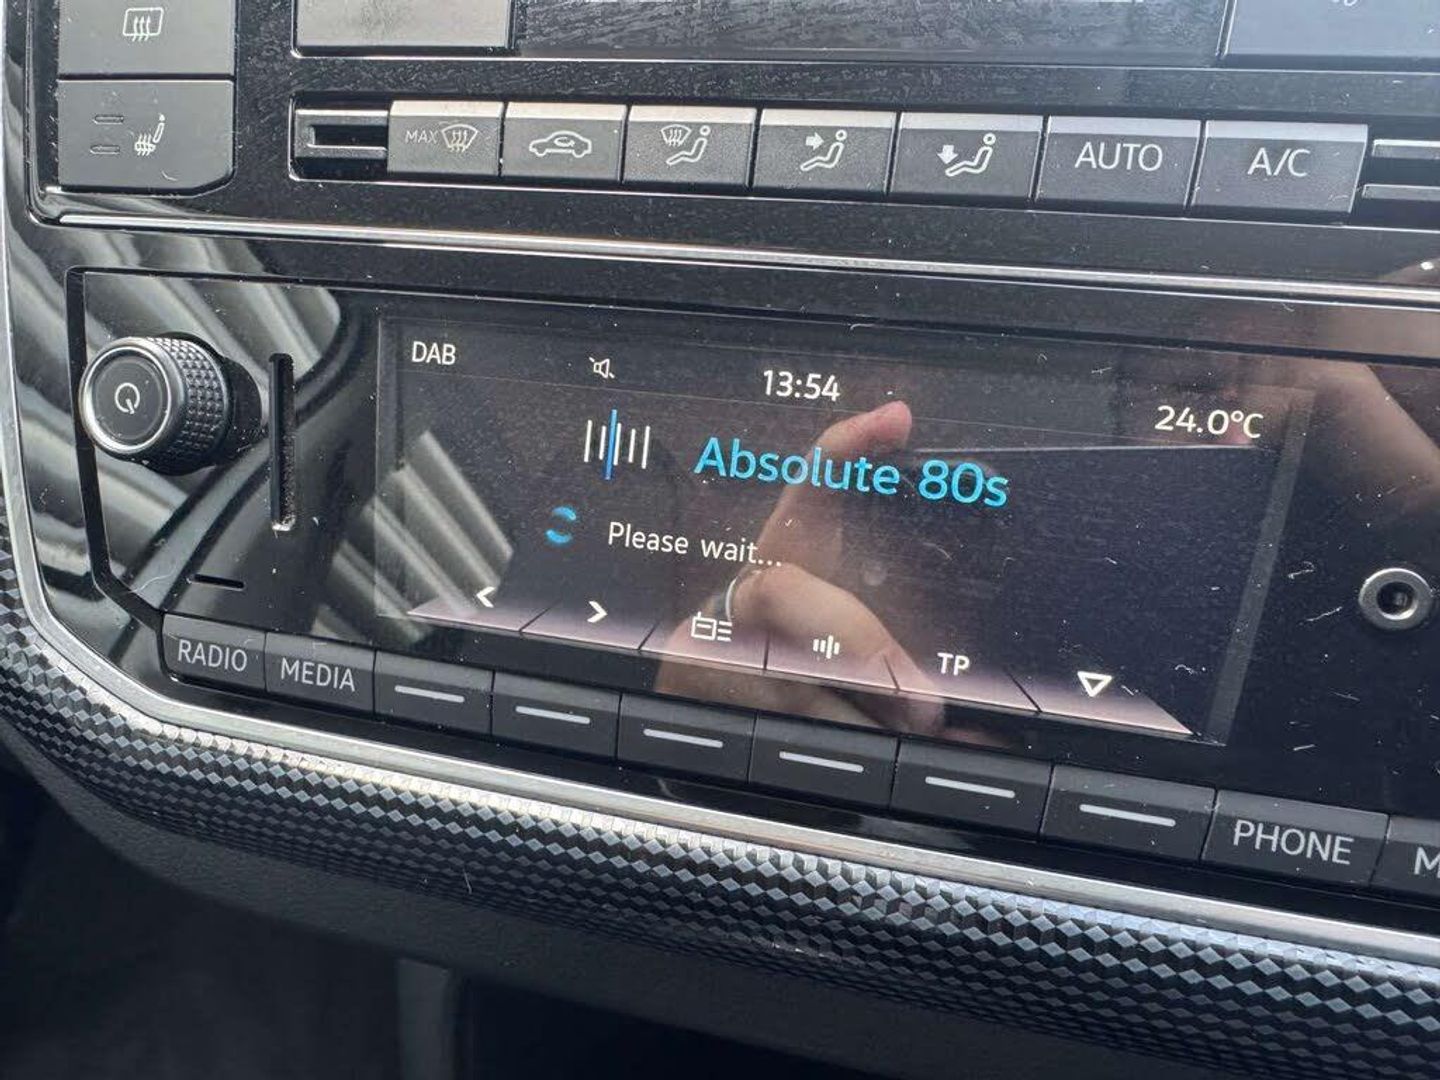 MAX
AUTO
A/C
DAB
13:54
24.0°C
Absolute 80s
Please wait...
TP
RADIO
MEDIA
PHONE